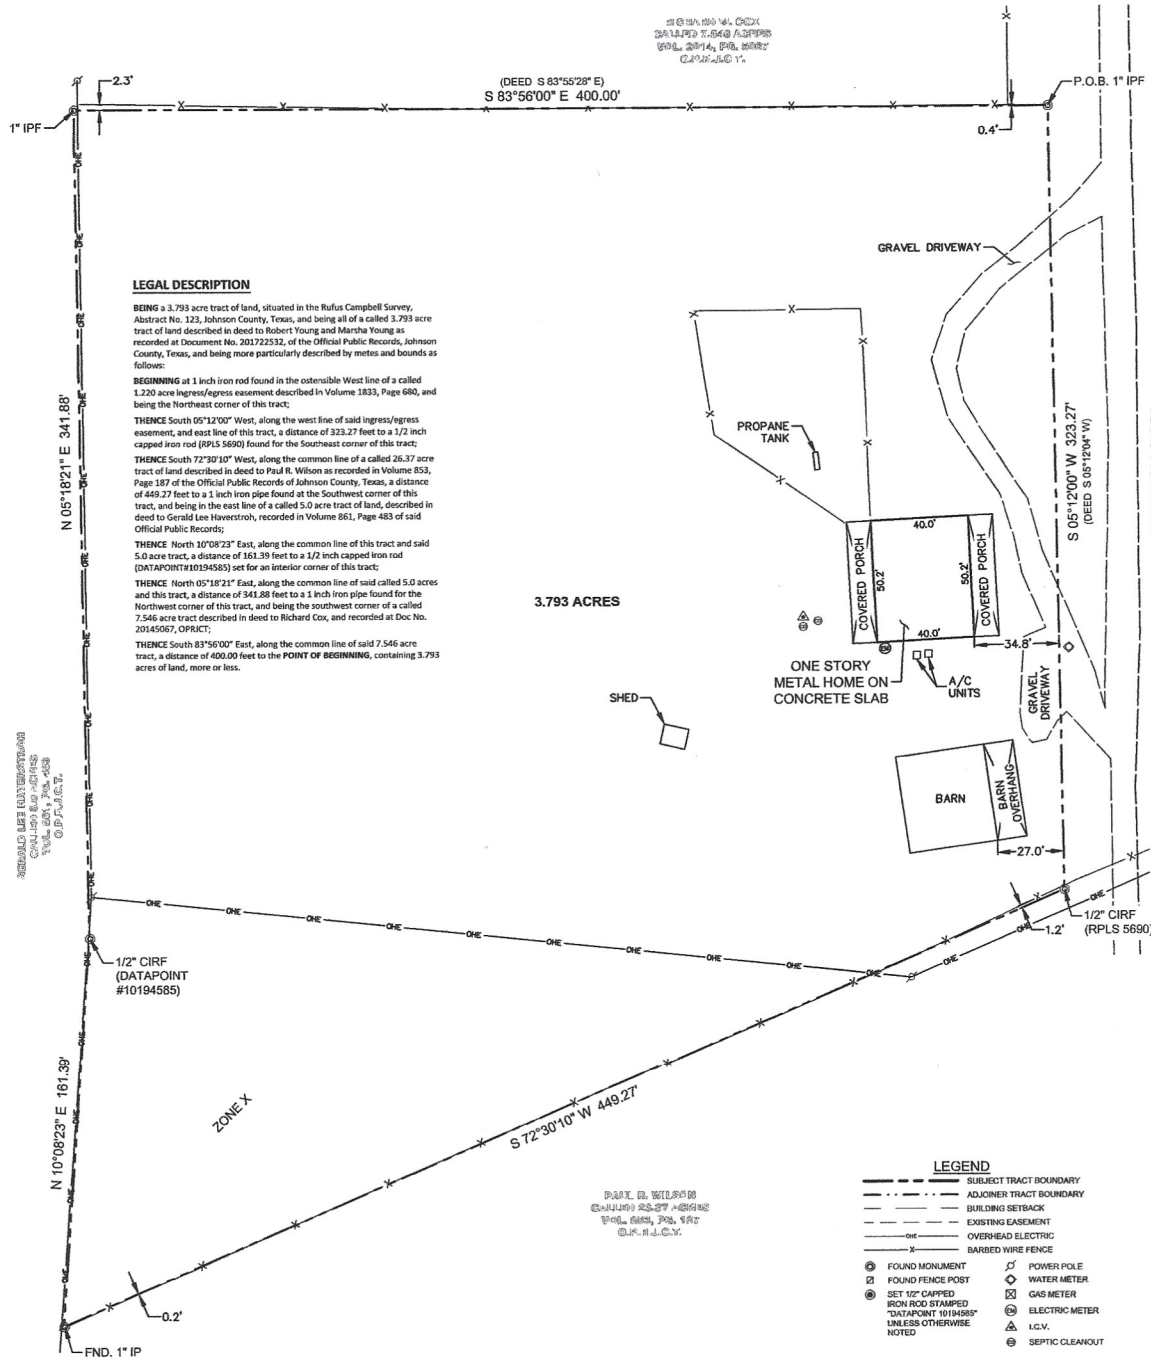 CALLED 7.546 ACRES
2.3'
(DEED S 83°55'28" E)
S 83°56'00" E 400.00'
P.O.B. 1" IPF
1" IPF
0.4'
GRAVEL DRIVEWAY
LEGAL DESCRIPTION
BEING a 3.793 acre tract of land, situated in the Rufus Campbell Survey,
Abstract No. 123, Johnson County, Texas, and being all of a called 3.793 acre
tract of land described in deed to Robert Young and Marsha Young as
recorded at Document No. 201722532, of the Official Public Records, Johnson
County, Texas, and being more particularly described by metes and bounds as
follows:
BEGINNING at 1 inch iron rod found in the ostensible West line of a called
1.220 acre ingress/egress easement described in Volume 1833, Page 680, and
being the Northeast corner of this tract;
THENCE South 05°12'00" West, along the west line of said ingress/egress
easement, and east line of this tract, a distance of 323.27 feet to a 1/2 inch
capped iron rod (RPLS 5690) found for the Southeast corner of this tract;
THENCE South 72°30'10" West, along the common line of a called 26.37 acre
tract of land described in deed to Paul R. Wilson as recorded in Volume 853,
Page 187 of the Official Public Records of Johnson County, Texas, a distance
of 449.27 feet to a 1 inch iron pipe found at the Southwest corner of this
tract, and being in the east line of a called 5.0 acre tract of land, described in
deed to Gerald Lee Haverstroh, recorded in Volume 861, Page 483 of said
Official Public Records;
THENCE North 10°08'23" East, along the common line of this tract and said
5.0 acre tract, a distance of 161.39 feet to a 1/2 inch capped iron rod
(DATAPOINT#10194585) set for an interior corner of this tract;
THENCE North 05°18'21" East, along the common line of said called 5.0 acres
and this tract, a distance of 341.88 feet to a 1 inch iron pipe found for the
Northwest corner of this tract, and being the southwest corner of a called
7.546 acre tract described in deed to Richard Cox, and recorded at Doc No.
20145067, OPRJCT;
THENCE South 83°56'00" East, along the common line of said 7.546 acre
tract, a distance of 400.00 feet to the POINT OF BEGINNING, containing 3.793
acres of land, more or less.
N 05°18'21" E 341.88'
PROPANE
TANK
S 05°12'00" W 323.27'
(DEED S 05°12'04" W)
40.0'
COVERED PORCH
50.2'
50.2'
COVERED PORCH
40.0'
3.793 ACRES
34.8'
ONE STORY
METAL HOME ON
CONCRETE SLAB
A/C
UNITS
GRAVEL
DRIVEWAY
SHED
BARN
BARN
OVERHANG
27.0'
GERALD LEE
O.P.R.J.C.T.
OHE
1.2'
1/2" CIRF
(RPLS 5690)
1/2" CIRF
(DATAPOINT
#10194585)
N 10°08'23" E 161.39'
ZONE X
S 72°30'10" W 449.27'
PAUL R. WILSON
0.2'
FND. 1" IP
LEGEND
SUBJECT TRACT BOUNDARY
ADJOINER TRACT BOUNDARY
BUILDING SETBACK
EXISTING EASEMENT
OHE OVERHEAD ELECTRIC
X BARBED WIRE FENCE
FOUND MONUMENT
FOUND FENCE POST
SET 1/2" CAPPED
IRON ROD STAMPED
"DATAPOINT 10194585"
UNLESS OTHERWISE
NOTED
POWER POLE
WATER METER
GAS METER
EM ELECTRIC METER
I.C.V.
SEPTIC CLEANOUT